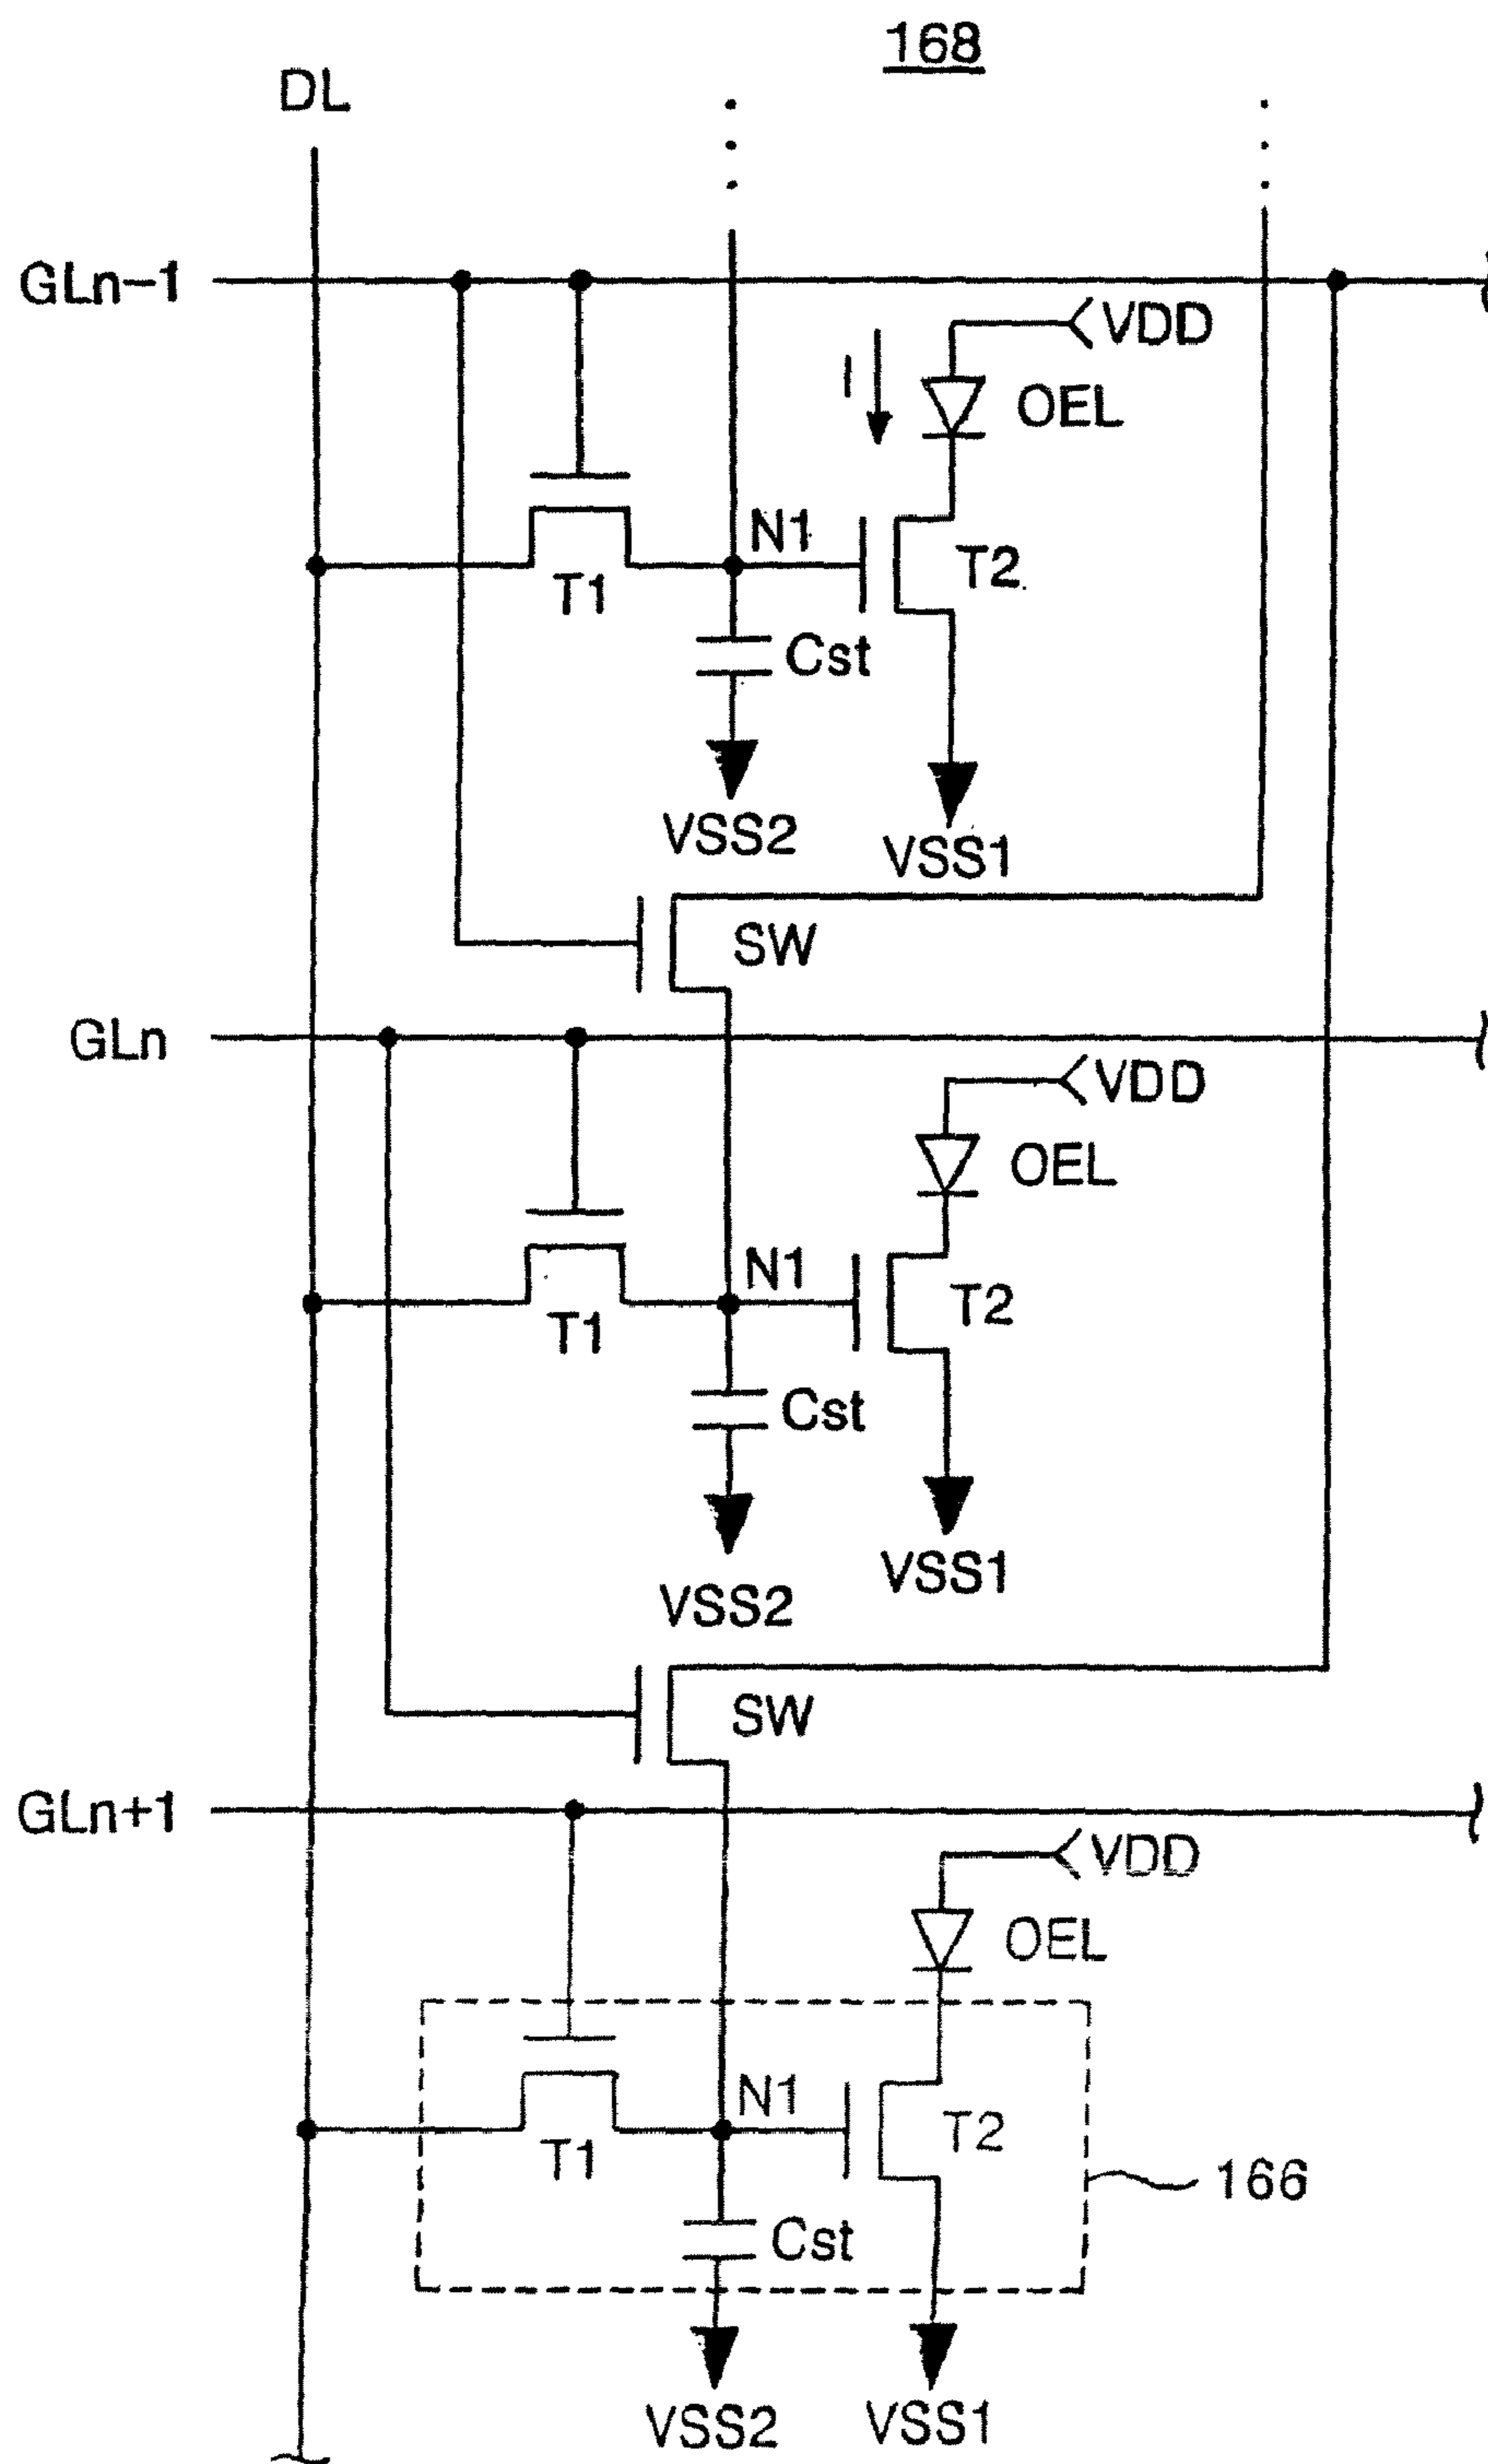 168
DL
GLn-1
VDD
I
OEL
N1
T2
T1
Cst
VSS2
VSS1
SW
GLn
VDD
OEL
N1
T2
T1
Cst
VSS1
VSS2
SW
GLn+1
VDD
OEL
N1
T2
T1
166
Cst
VSS2
VSS1